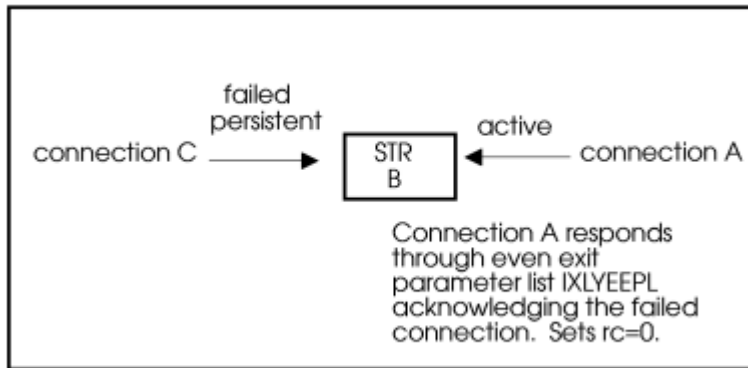 failed
persistent
connection C
STR
B
active
connection A
Connection A responds
through even exit
parameter list IXLYEEPL
acknowledging the failed
connection. Sets rc=0.